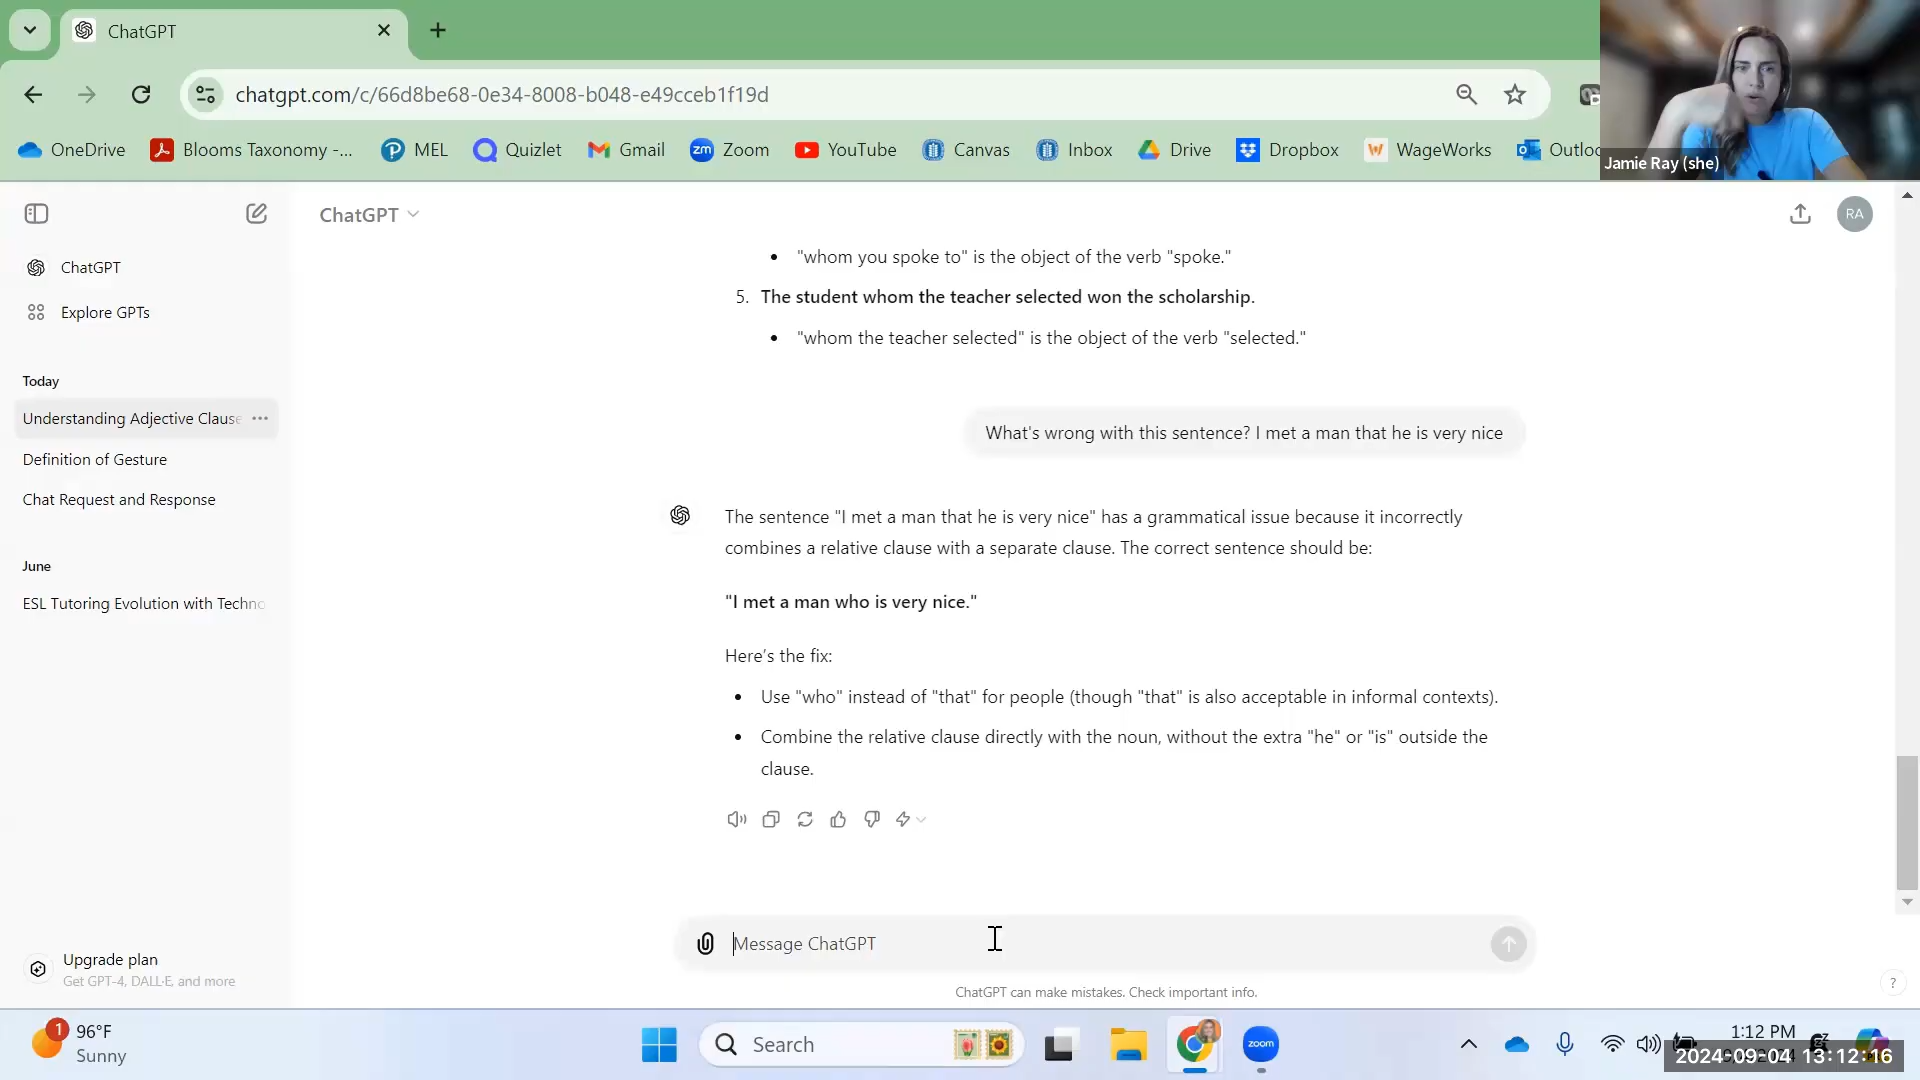 ChatGPT
chatgpt.com/c/66d8be68-0e34-8008-b048-e49cceb1f19d
OneDrive
Blooms Taxonomy -...
MEL
Quizlet
Gmail
Zoom
YouTube
Canvas
Inbox
Drive
Dropbox
WageWorks
Outloo
Jamie Ray (she)
ChatGPT
RA
ChatGPT
Explore GPTs
Today
Understanding Adjective Clause
Definition of Gesture
Chat Request and Response
June
ESL Tutoring Evolution with Techno
Upgrade plan
Get GPT-4, DALL·E, and more
• "whom you spoke to" is the object of the verb "spoke."
5. The student whom the teacher selected won the scholarship.
• "whom the teacher selected" is the object of the verb "selected."
What's wrong with this sentence? I met a man that he is very nice
The sentence "I met a man that he is very nice" has a grammatical issue because it incorrectly
combines a relative clause with a separate clause. The correct sentence should be:
"I met a man who is very nice."
Here's the fix:
• Use "who" instead of "that" for people (though "that" is also acceptable in informal contexts).
• Combine the relative clause directly with the noun, without the extra "he" or "is" outside the
clause.
Message ChatGPT
ChatGPT can make mistakes. Check important info.
?
1
96°F
Sunny
Search
zoom
1:12 PM
2024-09-04 13:12:16